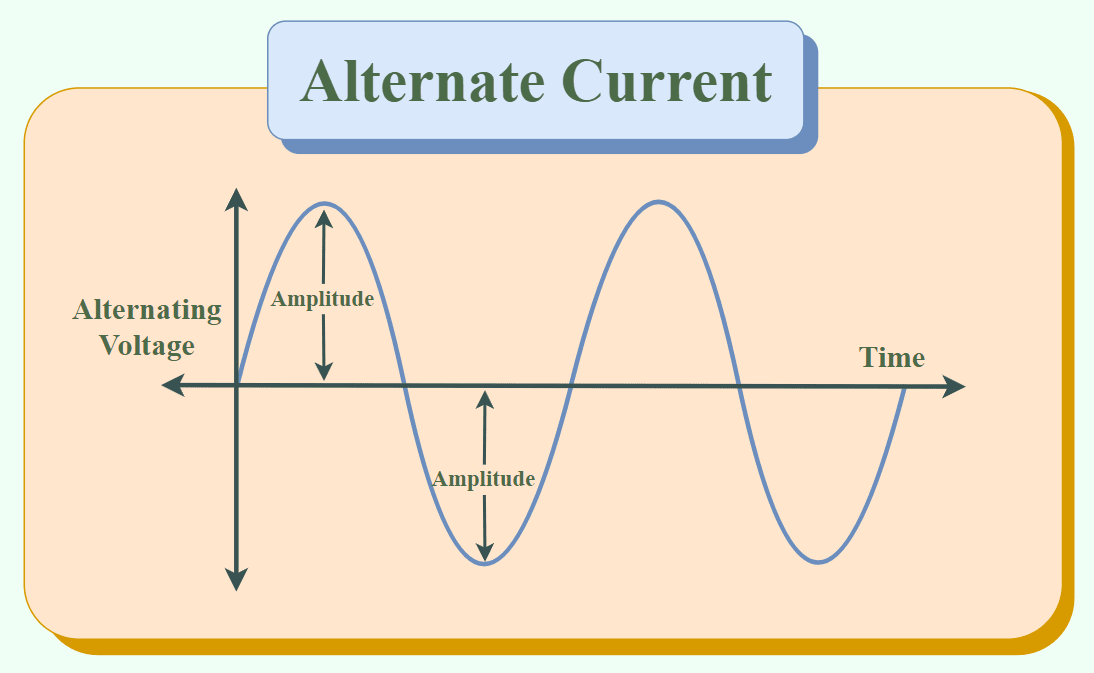 Alternate Current
Amplitude
Alternating
Voltage
Time
Amplitude